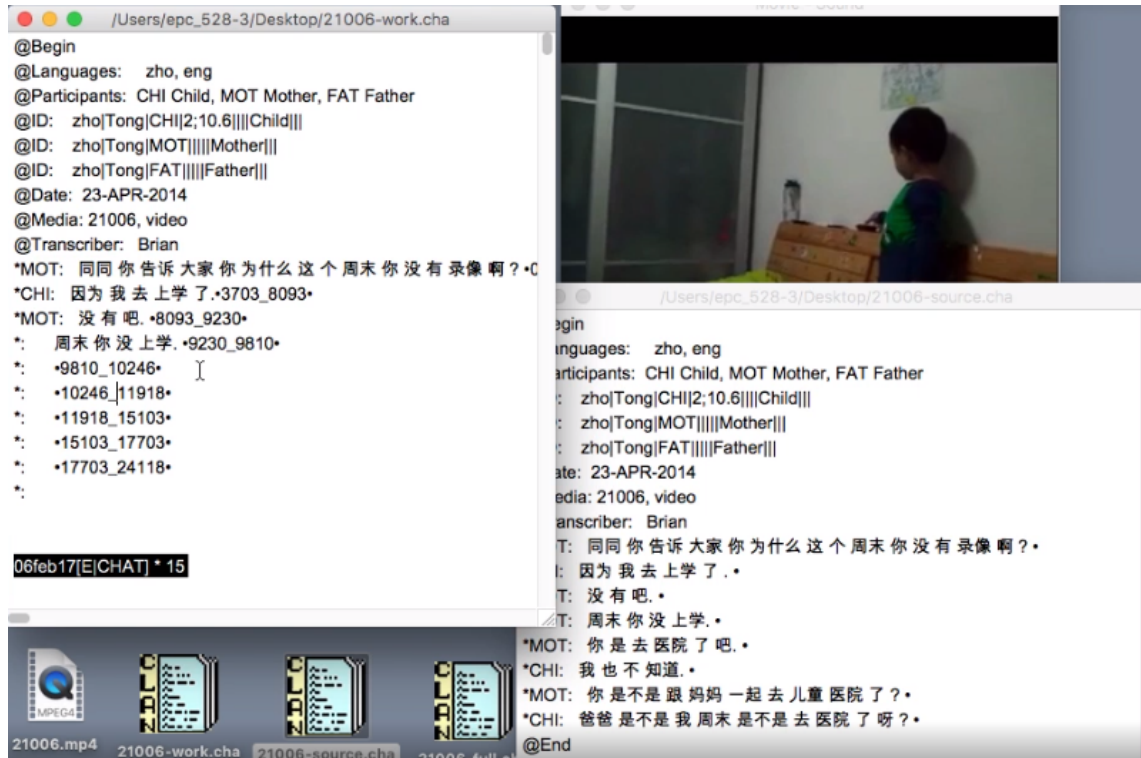 /Users/epc_528-3/Desktop/21006-work.cha
@Begin
@Languages: zho, eng
@Participants: CHI Child, MOT Mother, FAT Father
@ID: zho|Tong|CHI|2;10.6||||Child|||
@ID: zho|Tong|MOT|||||Mother|||
@ID: zho|Tong|FAT|||||Father|||
@Date: 23-APR-2014
@Media: 21006, video
@Transcriber: Brian
*MOT: 同同 你 告诉 大家 你 为什么 这 个 周末 你 没 有 录像 啊 ? •0
*CHI: 因为 我 去 上学 了. •3703_8093•
*MOT: 没 有 吧. •8093_9230•
*: 周末 你 没 上学. •9230_9810•
*: •9810_10246•
*: •10246_11918•
*: •11918_15103•
*: •15103_17703•
*: •17703_24118•
*:
06feb17[E|CHAT] * 15
Movie - Sound
/Users/epc_528-3/Desktop/21006-source.cha
egin
anguages: zho, eng
articipants: CHI Child, MOT Mother, FAT Father
: zho|Tong|CHI|2;10.6||||Child|||
: zho|Tong|MOT|||||Mother|||
: zho|Tong|FAT|||||Father|||
ate: 23-APR-2014
edia: 21006, video
anscriber: Brian
T: 同同 你 告诉 大家 你 为什么 这 个 周末 你 没 有 录像 啊 ? •
I: 因为 我 去 上学 了 . •
T: 没 有 吧. •
T: 周末 你 没 上学. •
*MOT: 你 是 去 医院 了 吧. •
*CHI: 我 也 不 知道. •
*MOT: 你 是不是 跟 妈妈 一起 去 儿童 医院 了 ? •
*CHI: 爸爸 是不是 我 周末 是不是 去 医院 了 呀 ? •
@End
MPEG4
21006.mp4
CLAN
21006-work.cha
CLAN
21006-source.cha
CLAN